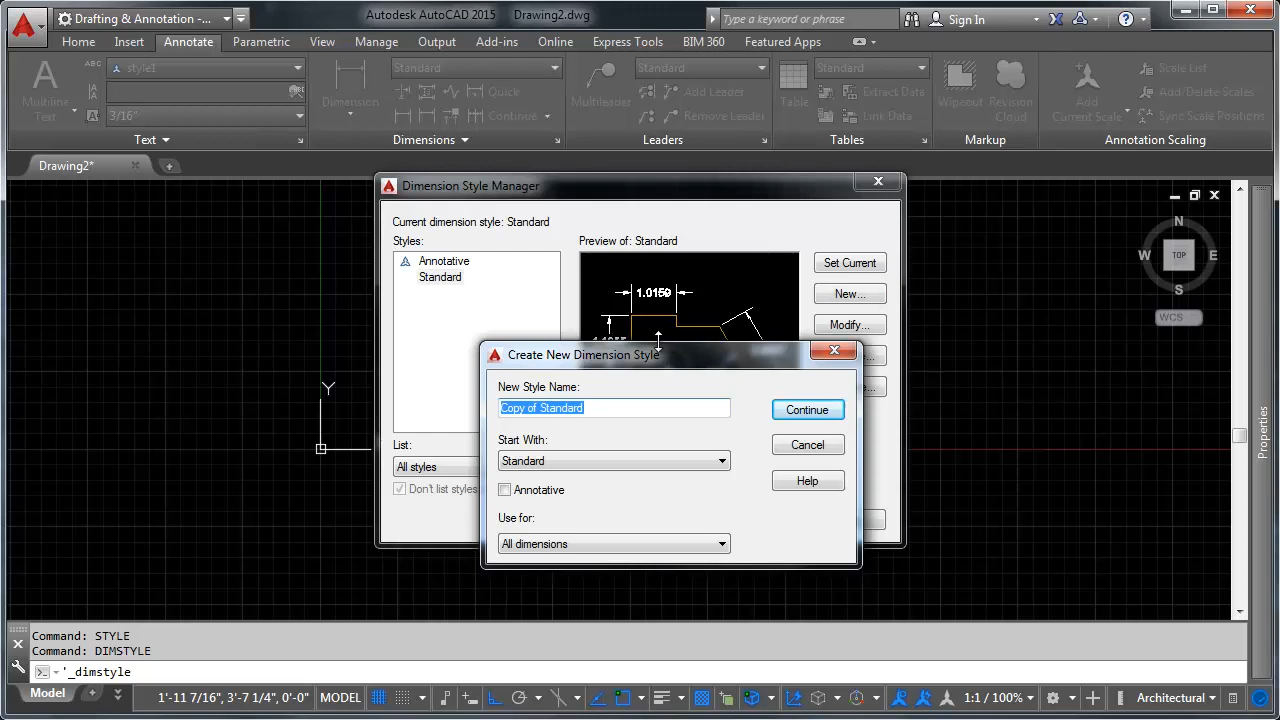 Drafting & Annotation -
Autodesk AutoCAD 2015 Drawing2.dwg
Type a keyword or phrase
Sign In
Home Insert Annotate Parametric View Manage Output Add-ins Online Express Tools BIM 360 Featured Apps
Multiline
Text
ABC
style1
3/16"
Dimension
Standard
Quick
Continue
Multileader
Standard
Add Leader
Remove Leader
Table
Standard
Extract Data
Link Data
Wipeout
Revision
Cloud
Add
Current Scale
Scale List
Add/Delete Scales
Sync Scale Positions
Text Dimensions Leaders Tables Markup Annotation Scaling
Drawing2*
Dimension Style Manager
Current dimension style: Standard
Styles:
Annotative
Standard
Preview of: Standard
1.0159
Set Current
New...
Modify...
List:
All styles
Don't list styles
Create New Dimension Style
New Style Name:
Copy of Standard
Continue
Start With:
Standard
Cancel
Annotative
Help
Use for:
All dimensions
N
W TOP E
S
WCS
Properties
Y
Command: STYLE
Command: DIMSTYLE
'_dimstyle
Model
1'-11 7/16", 3'-7 1/4", 0'-0" MODEL
1:1 / 100%
Architectural